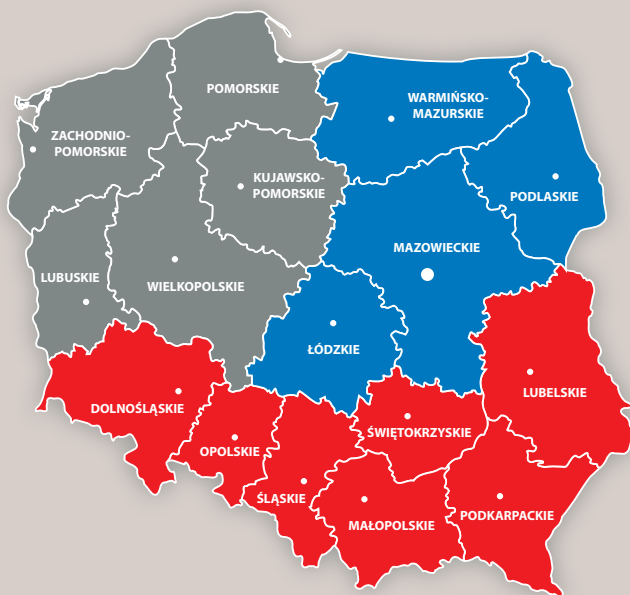 POMORSKIE
WARMIŃSKO-
MAZURSKIE
ZACHODNIO-
POMORSKIE
KUJAWSKO-
POMORSKIE
PODLASKIE
MAZOWIECKIE
LUBUSKIE
WIELKOPOLSKIE
ŁÓDZKIE
LUBELSKIE
DOLNOŚLĄSKIE
ŚWIĘTOKRZYSKIE
OPOLSKIE
ŚLĄSKIE
PODKARPACKIE
MAŁOPOLSKIE